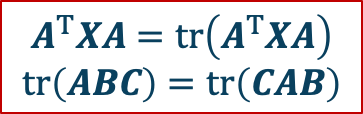 AᵀXA = tr(AᵀXA)
tr(ABC) = tr(CAB)